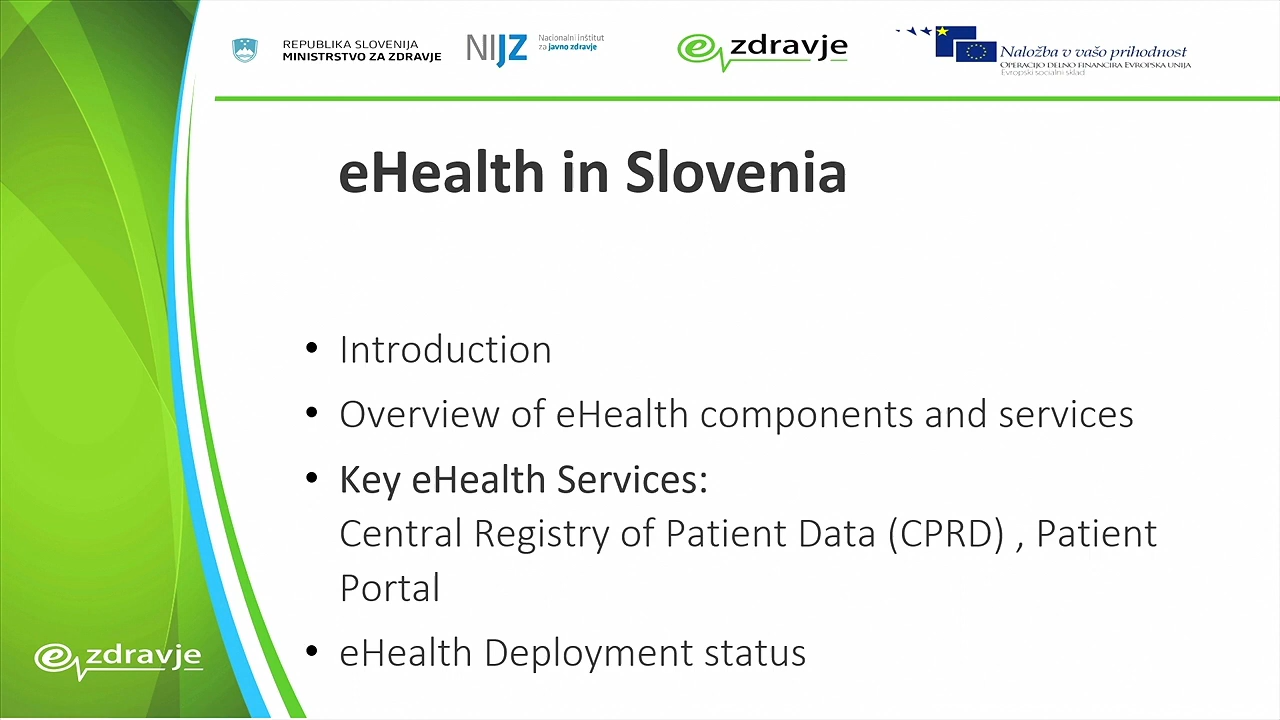 REPUBLIKA SLOVENIJA
MINISTRSTVO ZA ZDRAVJE
NIJZ
Nacionalni inštitut
za javno zdravje
e zdravje
Naložba v vašo prihodnost
OPERACIJO DELNO FINANCIRA EVROPSKA UNIJA
Evropski socialni sklad
eHealth in Slovenia
• Introduction
• Overview of eHealth components and services
• Key eHealth Services:
Central Registry of Patient Data (CPRD) , Patient
Portal
• eHealth Deployment status
e zdravje